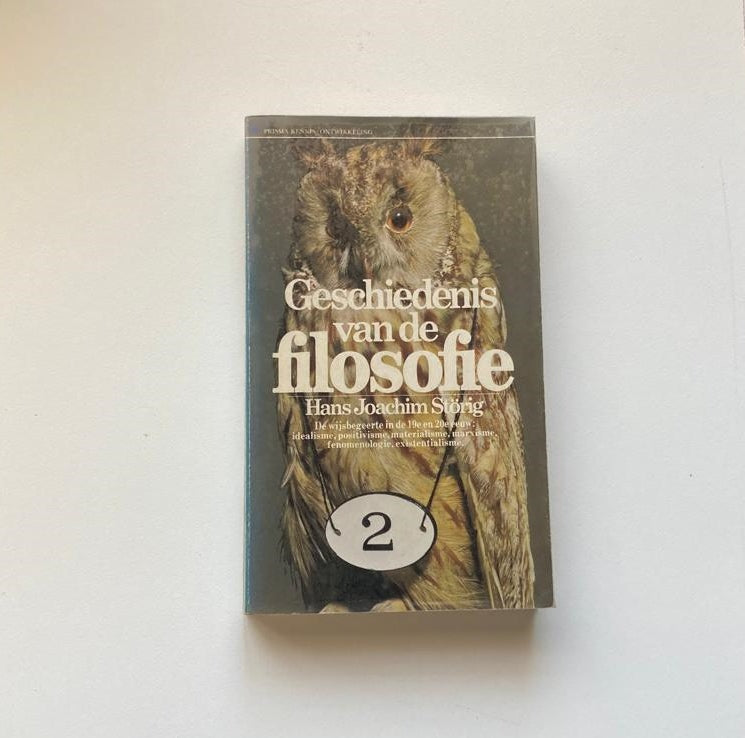 PRISMA KENNIS/ONTWIKKELING
Geschiedenis
van de
filosofie
Hans Joachim Störig
De wijsbegeerte in de 19e en 20e eeuw:
idealisme, positivisme, materialisme, marxisme,
fenomenologie, existentialisme.
2